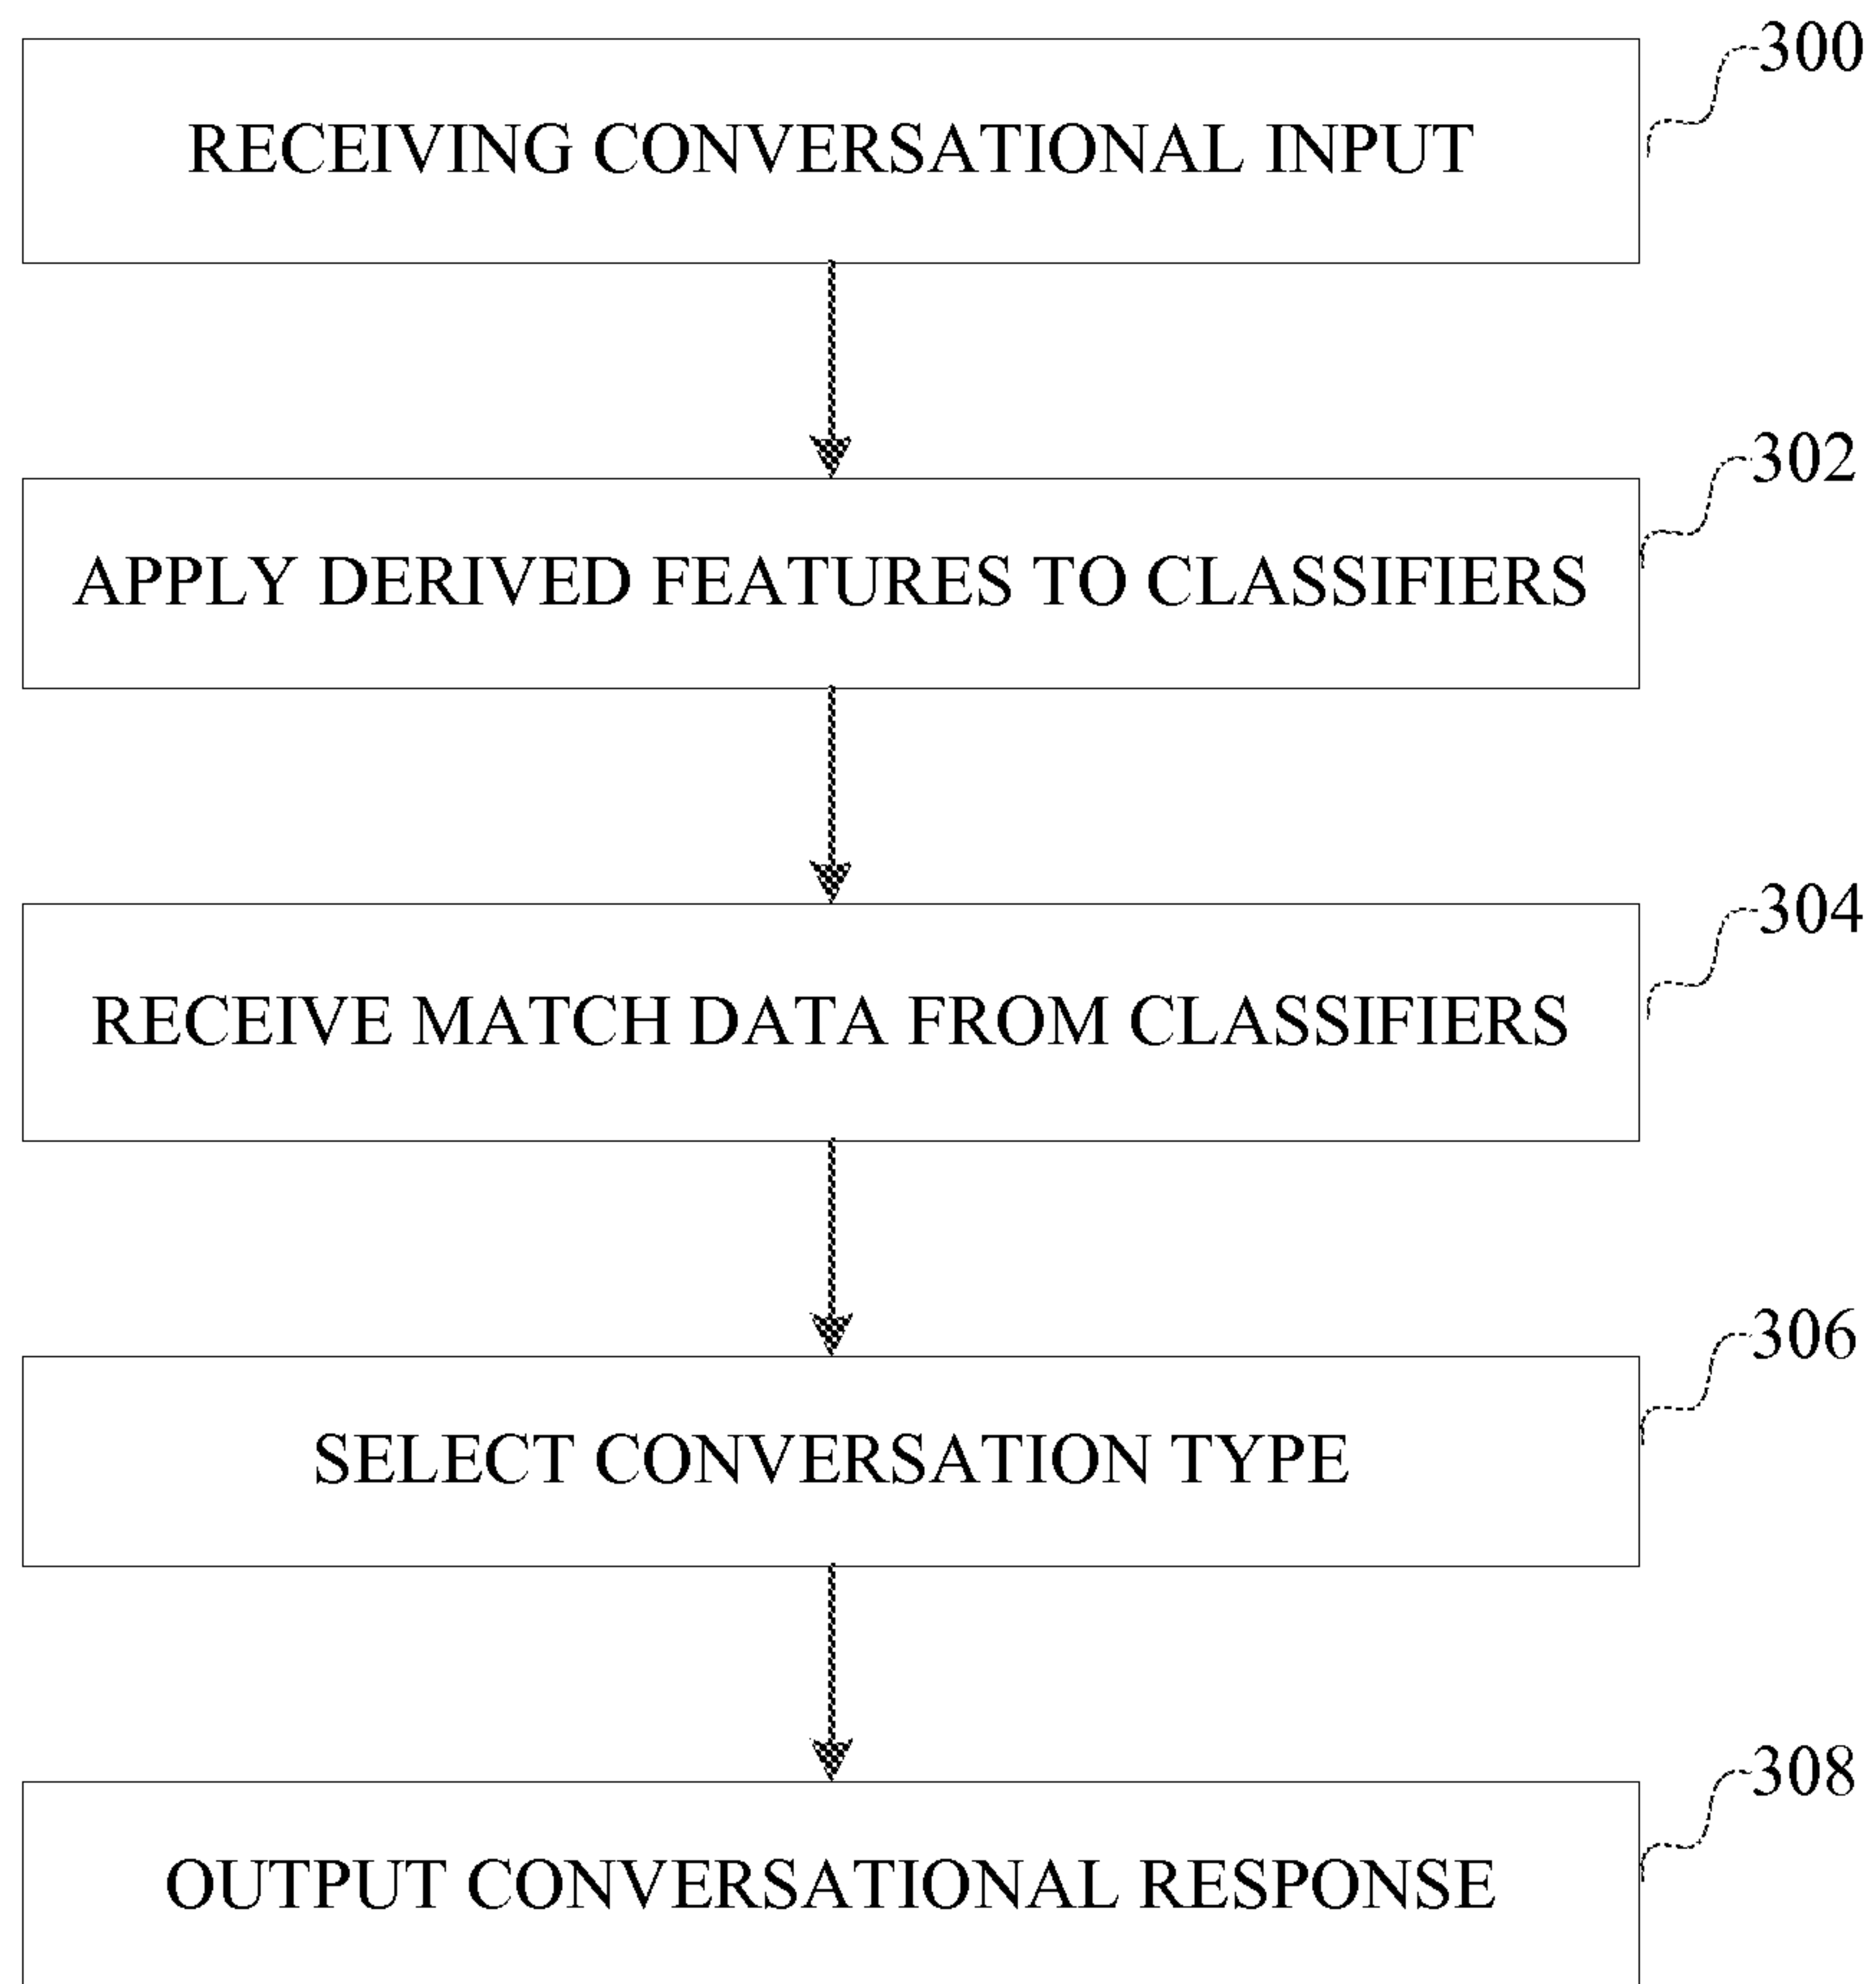 300
RECEIVING CONVERSATIONAL INPUT
302
APPLY DERIVED FEATURES TO CLASSIFIERS
304
RECEIVE MATCH DATA FROM CLASSIFIERS
306
SELECT CONVERSATION TYPE
308
OUTPUT CONVERSATIONAL RESPONSE